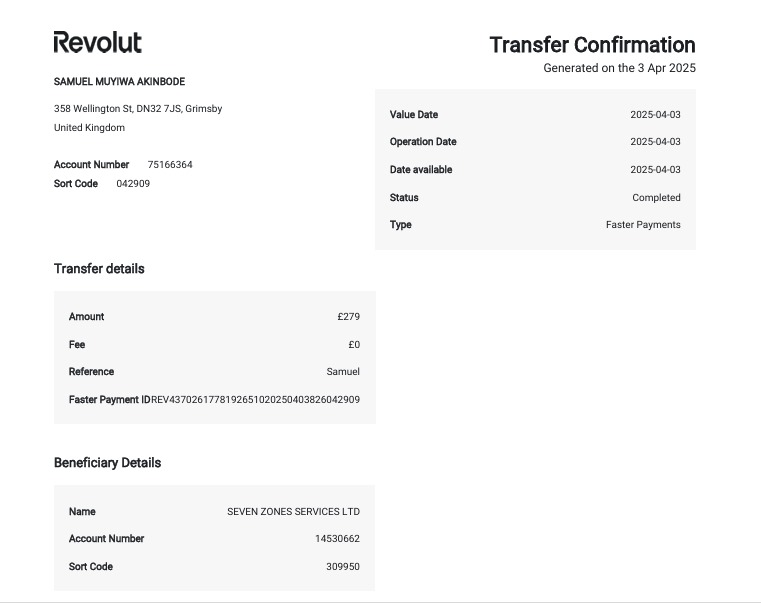 Revolut
Transfer Confirmation
Generated on the 3 Apr 2025
SAMUEL MUYIWA AKINBODE
358 Wellington St, DN32 7JS, Grimsby
United Kingdom
Account Number 75166364
Sort Code 042909
Value Date 2025-04-03
Operation Date 2025-04-03
Date available 2025-04-03
Status Completed
Type Faster Payments
Transfer details
Amount £279
Fee £0
Reference Samuel
Faster Payment IDREV4370261778192651020250403826042909
Beneficiary Details
Name SEVEN ZONES SERVICES LTD
Account Number 14530662
Sort Code 309950